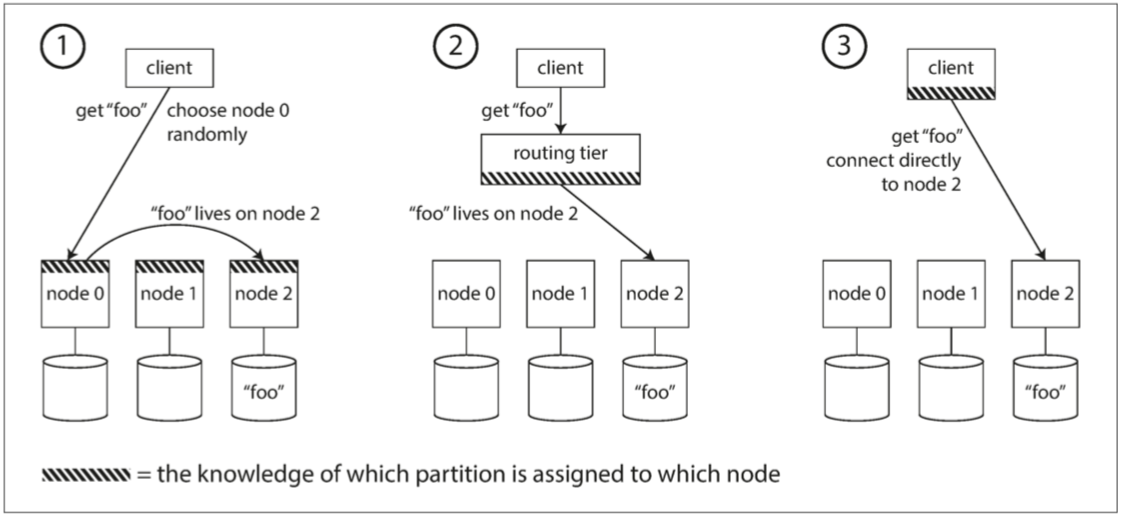 1
client
get “foo”
choose node 0
randomly
“foo” lives on node 2
node 0
node 1
node 2
“foo”
2
client
get “foo”
routing tier
“foo” lives on node 2
node 0
node 1
node 2
“foo”
3
client
get “foo”
connect directly
to node 2
node 0
node 1
node 2
“foo”
= the knowledge of which partition is assigned to which node